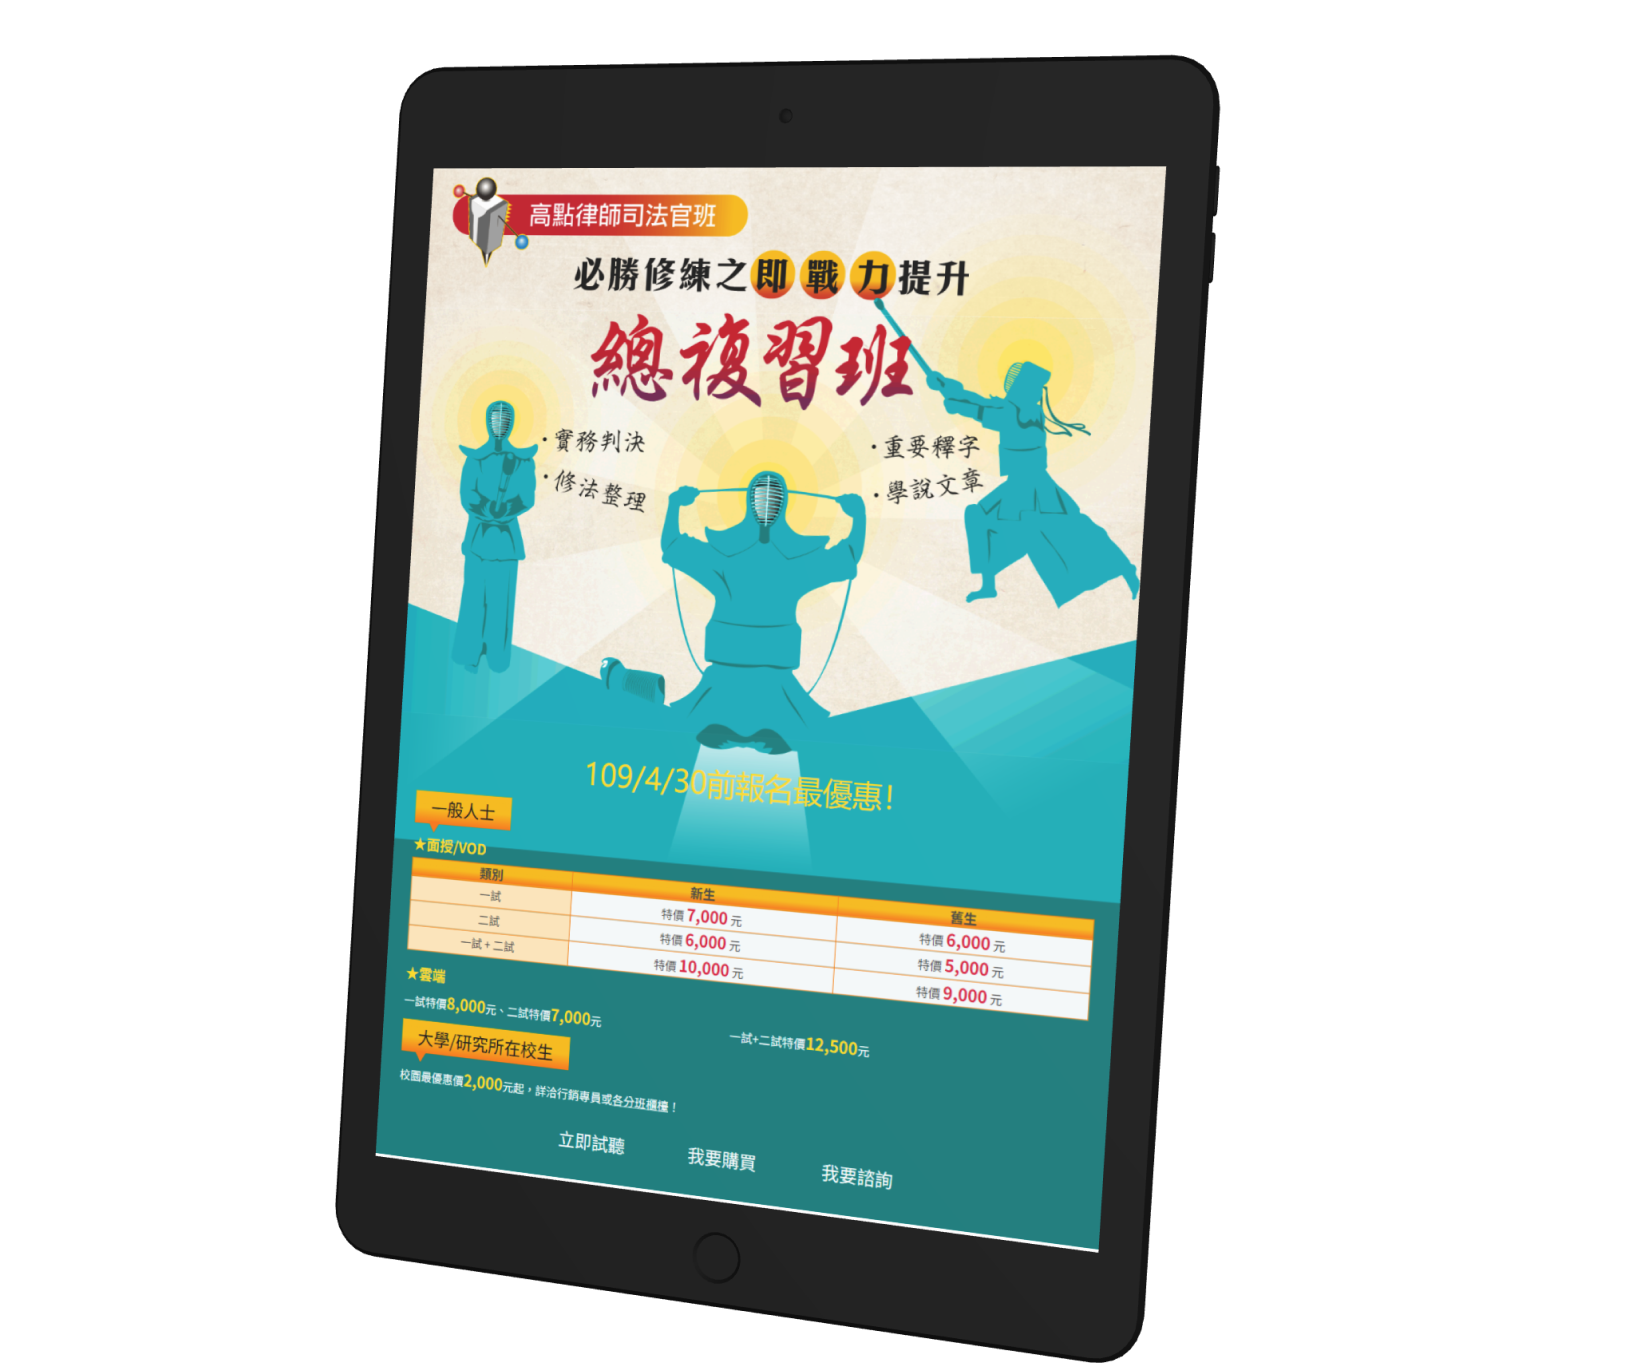 高點律師司法官班
必勝修練之即戰力提升
總複習班
·實務判決
·修法整理
·重要釋字
·學說文章
109/4/30前報名最優惠!
一般人士
★面授/VOD
類別 新生 舊生
一試 特價 7,000 元 特價 6,000 元
二試 特價 6,000 元 特價 5,000 元
一試+二試 特價 10,000 元 特價 9,000 元
★雲端
一試特價8,000元、二試特價7,000元 一試+二試特價12,500元
大學/研究所在校生
校園最優惠價2,000元起，詳洽行銷專員或各分班櫃檯！
立即試聽 我要購買 我要諮詢